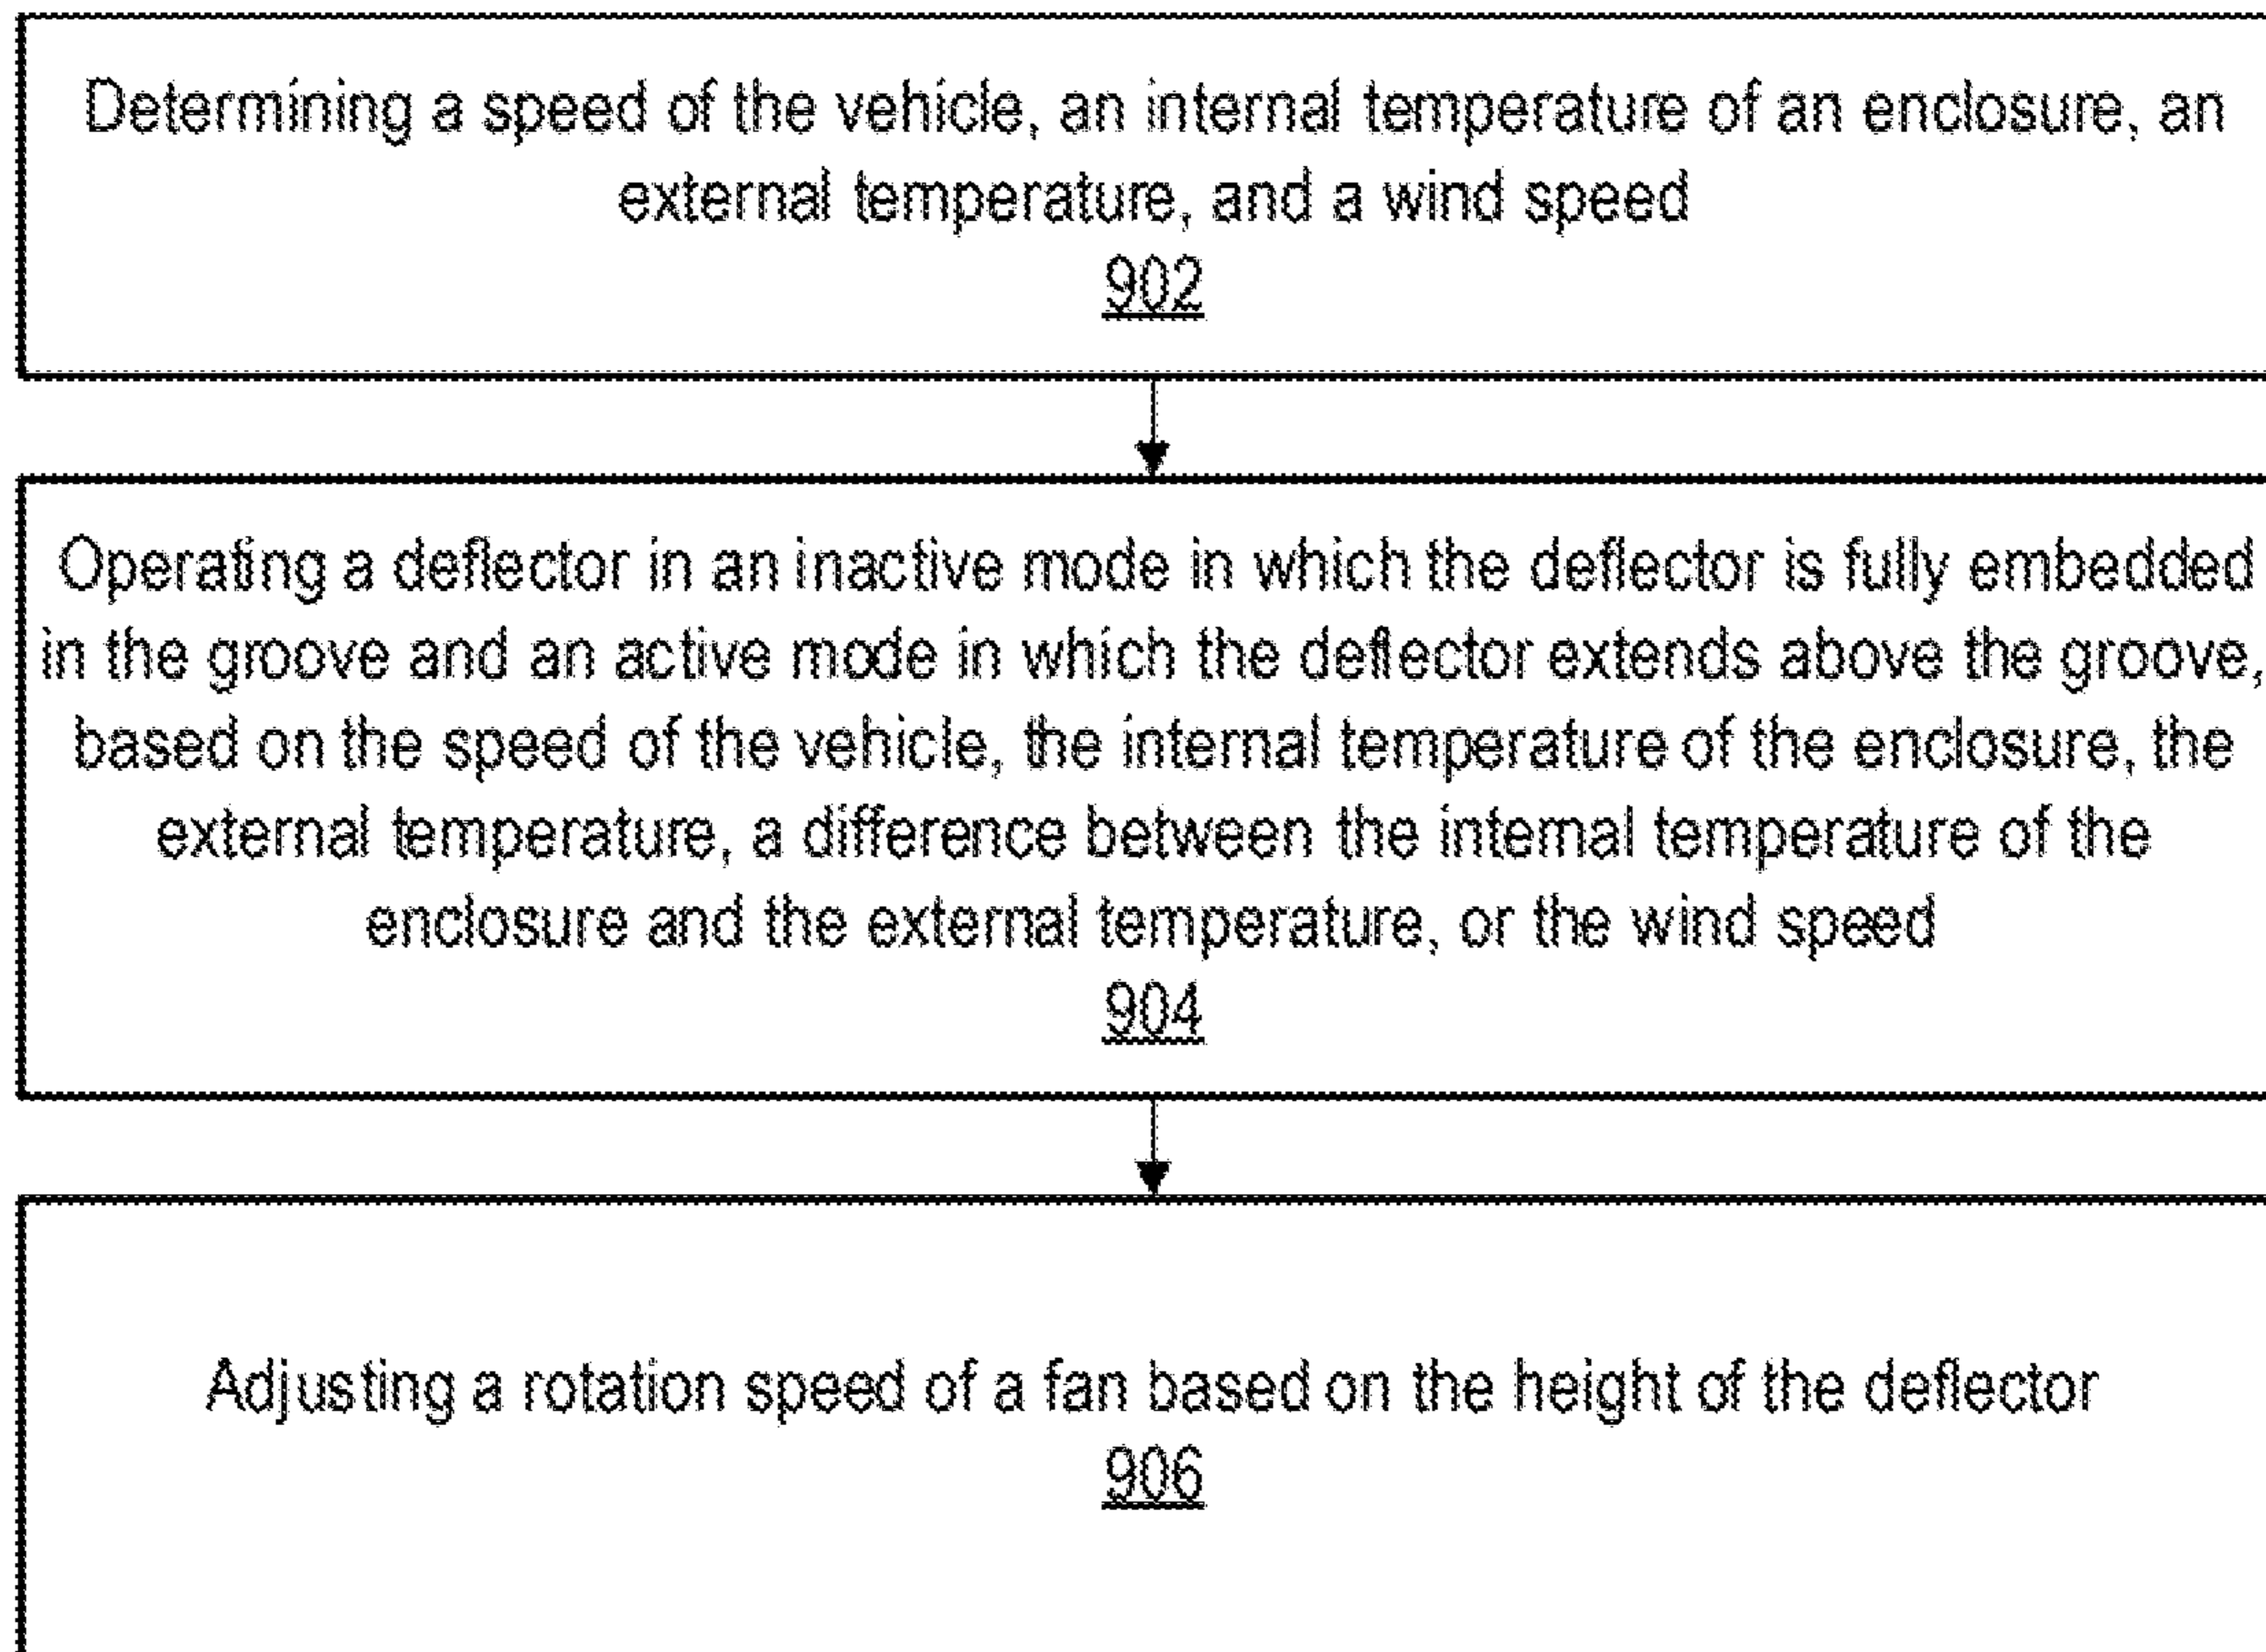 Determining a speed of the vehicle, an internal temperature of an enclosure, an
external temperature, and a wind speed
902
Operating a deflector in an inactive mode in which the deflector is fully embedded
in the groove and an active mode in which the deflector extends above the groove,
based on the speed of the vehicle, the internal temperature of the enclosure, the
external temperature, a difference between the internal temperature of the
enclosure and the external temperature, or the wind speed
904
Adjusting a rotation speed of a fan based on the height of the deflector
906